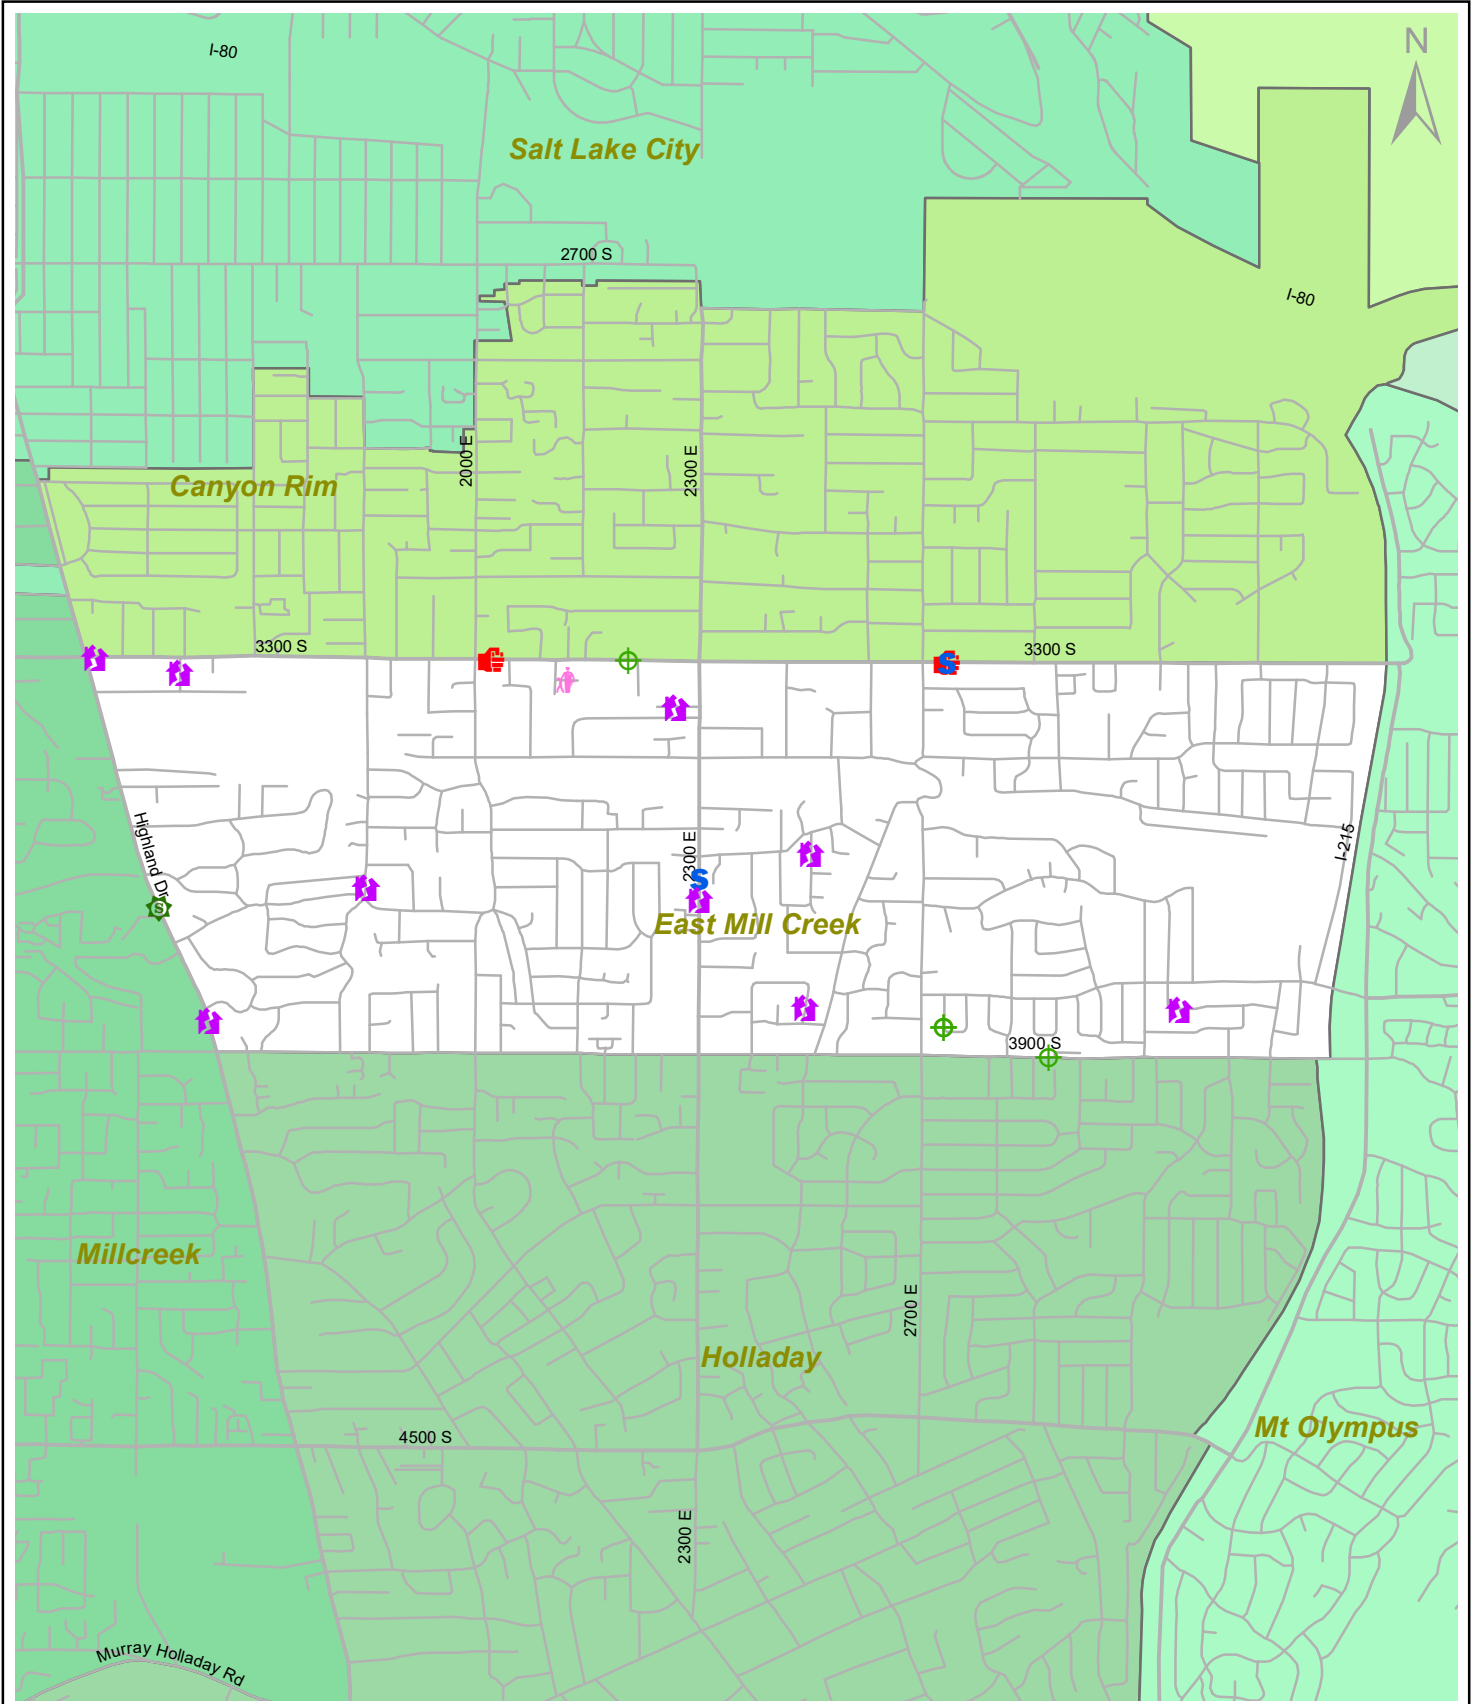 I-80
N
Salt Lake City
2700 S
I-80
2000 E
2300 E
Canyon Rim
3300 S
3300 S
S
Highland Dr
2300 E
I-215
S
S
East Mill Creek
3900 S
Millcreek
2700 E
Holladay
Mt Olympus
4500 S
2300 E
Murray Holladay Rd